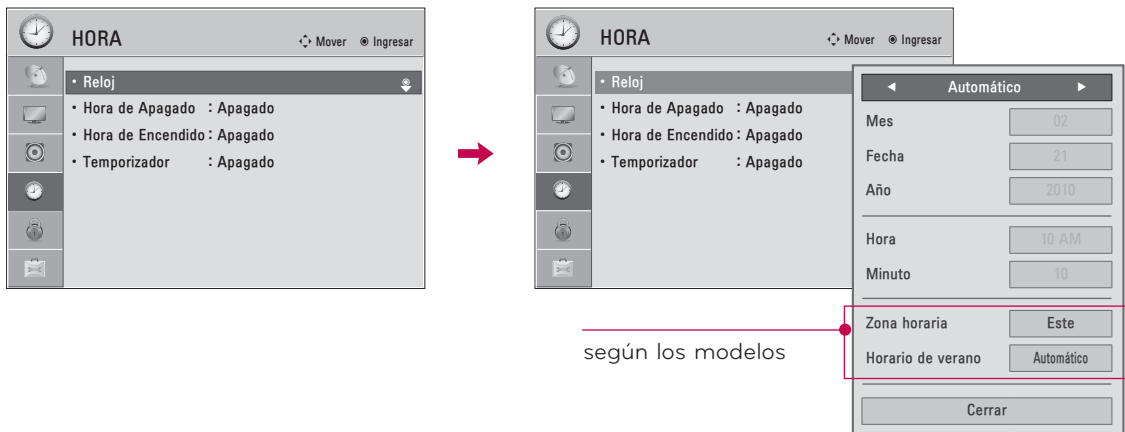 HORA
Mover Ingresar
• Reloj
• Hora de Apagado : Apagado
• Hora de Encendido : Apagado
• Temporizador : Apagado
HORA
Mover Ingresar
• Reloj
• Hora de Apagado : Apagado
• Hora de Encendido : Apagado
• Temporizador : Apagado
◄ Automático ►
Mes 02
Fecha 21
Año 2010
Hora 10 AM
Minuto 10
Zona horaria Este
Horario de verano Automático
Cerrar
según los modelos